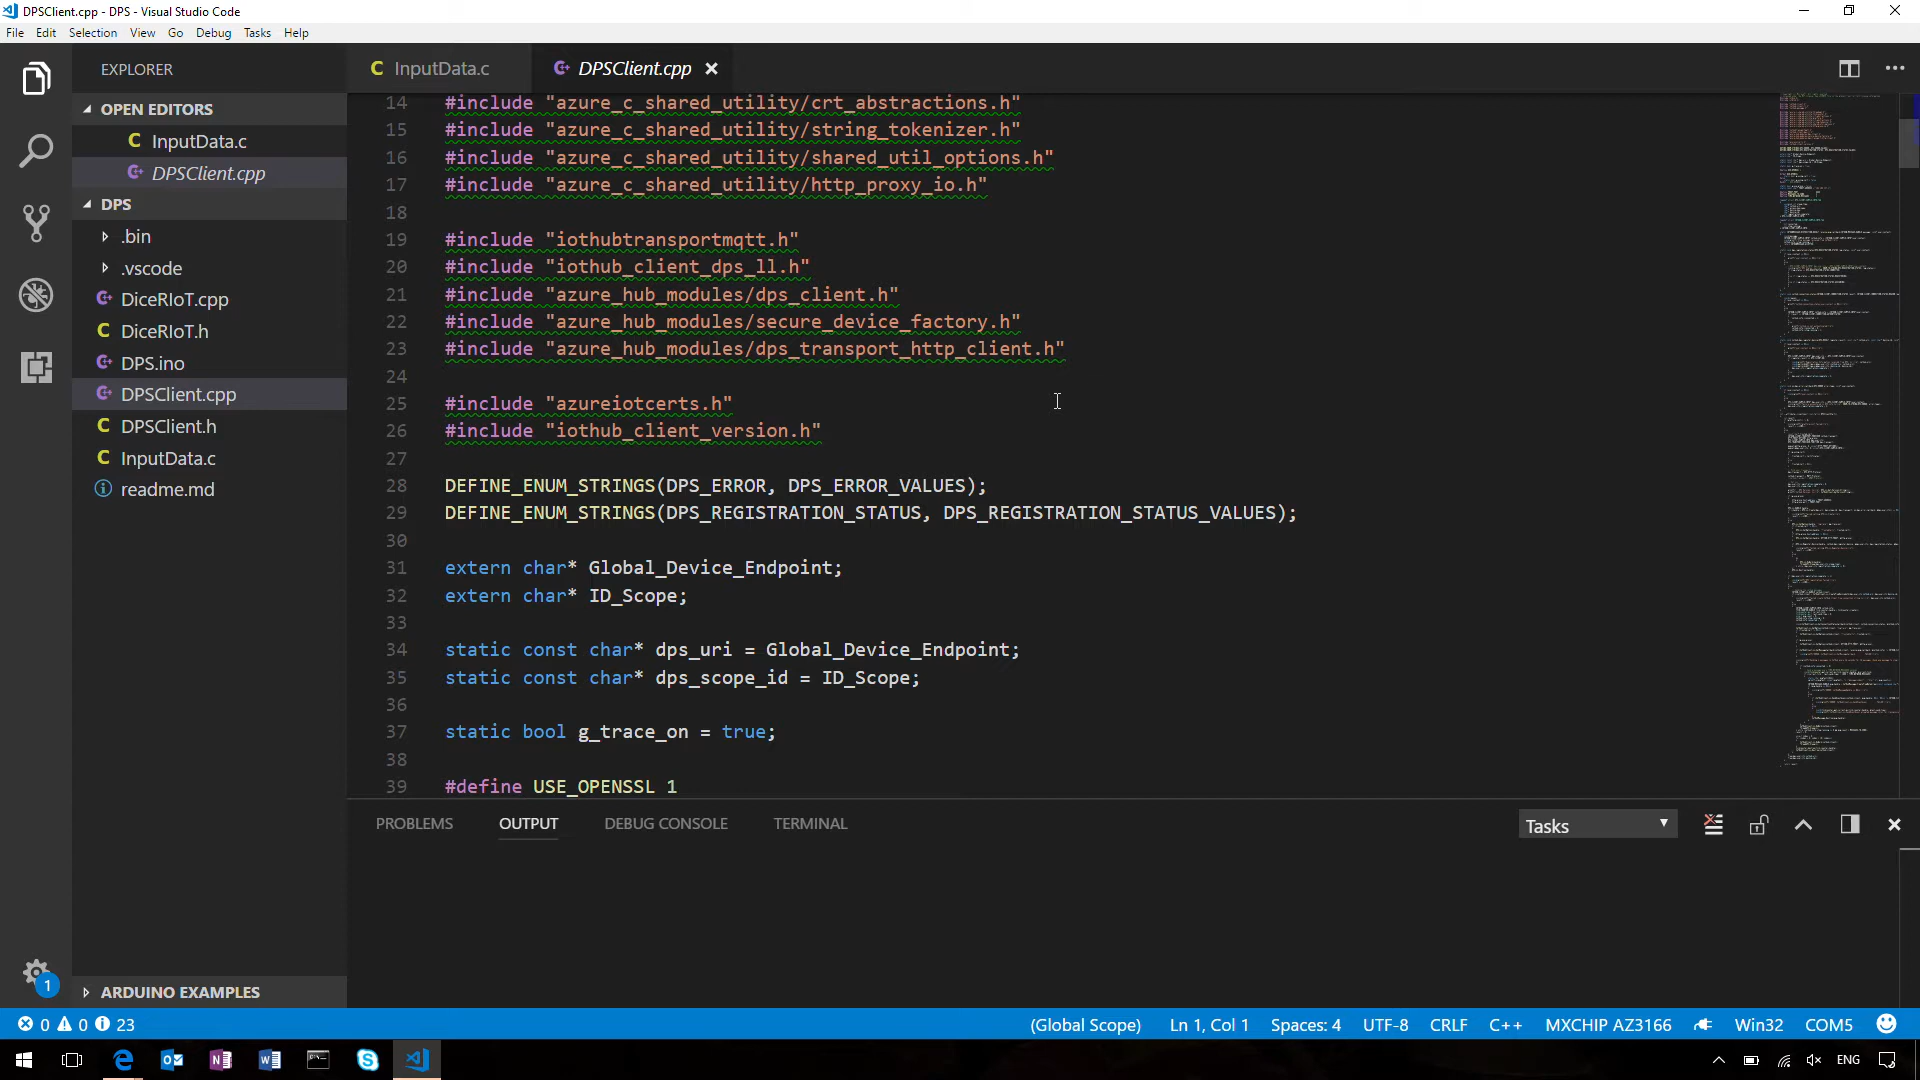 DPSClient.cpp - DPS - Visual Studio Code
File Edit Selection View Go Debug Tasks Help
EXPLORER
OPEN EDITORS
InputData.c
DPSClient.cpp
DPS
.bin
.vscode
DiceRIoT.cpp
DiceRIoT.h
DPS.ino
DPSClient.cpp
DPSClient.h
InputData.c
readme.md
ARDUINO EXAMPLES
1
InputData.c DPSClient.cpp
14 #include "azure_c_shared_utility/crt_abstractions.h"
15 #include "azure_c_shared_utility/string_tokenizer.h"
16 #include "azure_c_shared_utility/shared_util_options.h"
17 #include "azure_c_shared_utility/http_proxy_io.h"
18
19 #include "iothubtransportmqtt.h"
20 #include "iothub_client_dps_ll.h"
21 #include "azure_hub_modules/dps_client.h"
22 #include "azure_hub_modules/secure_device_factory.h"
23 #include "azure_hub_modules/dps_transport_http_client.h"
24
25 #include "azureiotcerts.h"
26 #include "iothub_client_version.h"
27
28 DEFINE_ENUM_STRINGS(DPS_ERROR, DPS_ERROR_VALUES);
29 DEFINE_ENUM_STRINGS(DPS_REGISTRATION_STATUS, DPS_REGISTRATION_STATUS_VALUES);
30
31 extern char* Global_Device_Endpoint;
32 extern char* ID_Scope;
33
34 static const char* dps_uri = Global_Device_Endpoint;
35 static const char* dps_scope_id = ID_Scope;
36
37 static bool g_trace_on = true;
38
39 #define USE_OPENSSL 1
PROBLEMS OUTPUT DEBUG CONSOLE TERMINAL Tasks
0 0 23 (Global Scope) Ln 1, Col 1 Spaces: 4 UTF-8 CRLF C++ MXCHIP AZ3166 Win32 COM5
ENG